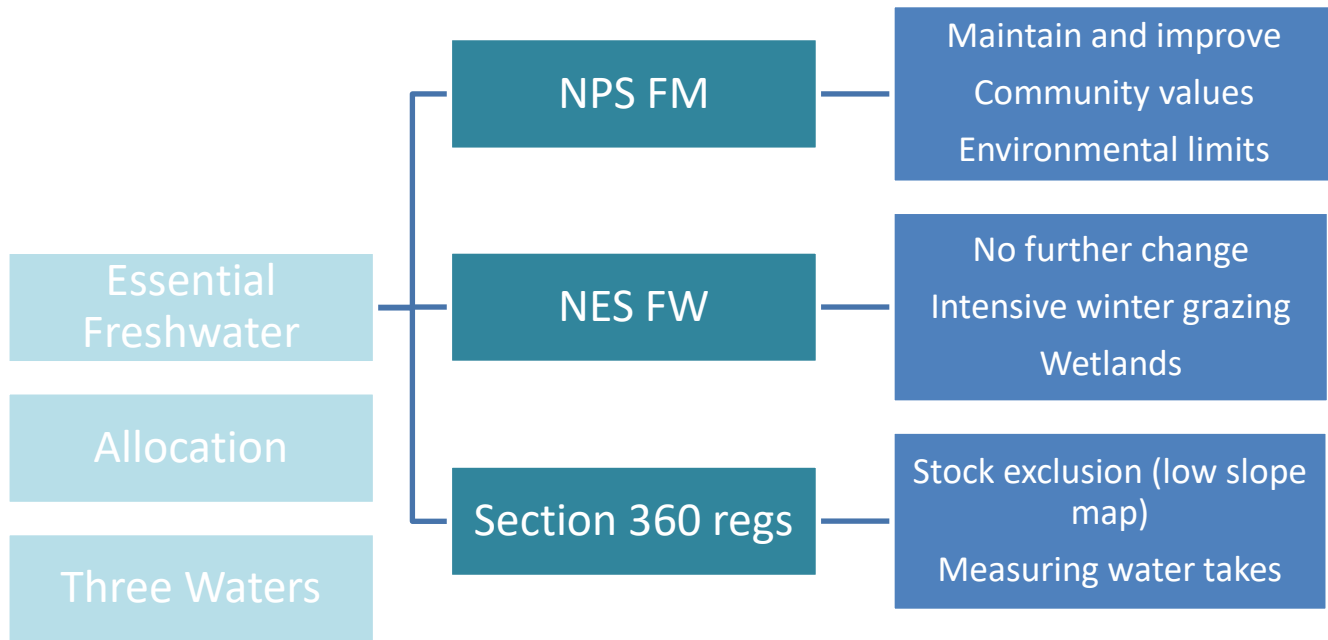 Essential
Freshwater
Allocation
Three Waters
NPS FM
NES FW
Section 360 regs
Maintain and improve
Community values
Environmental limits
No further change
Intensive winter grazing
Wetlands
Stock exclusion (low slope
map)
Measuring water takes